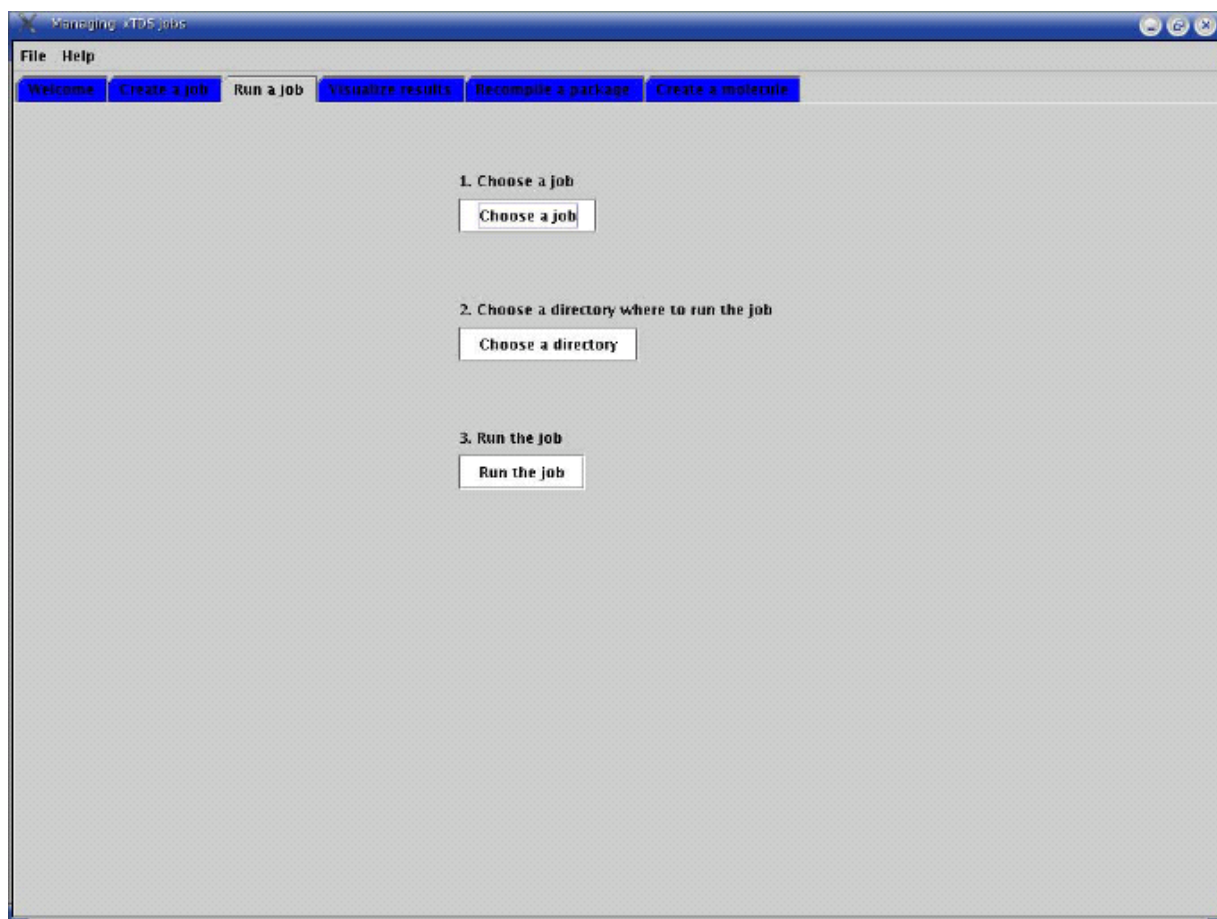 Managing xTDS jobs
File Help
Welcome Create a job Run a job Visualize results Recompile a package Create a molecule
1. Choose a job
Choose a job
2. Choose a directory where to run the job
Choose a directory
3. Run the job
Run the job